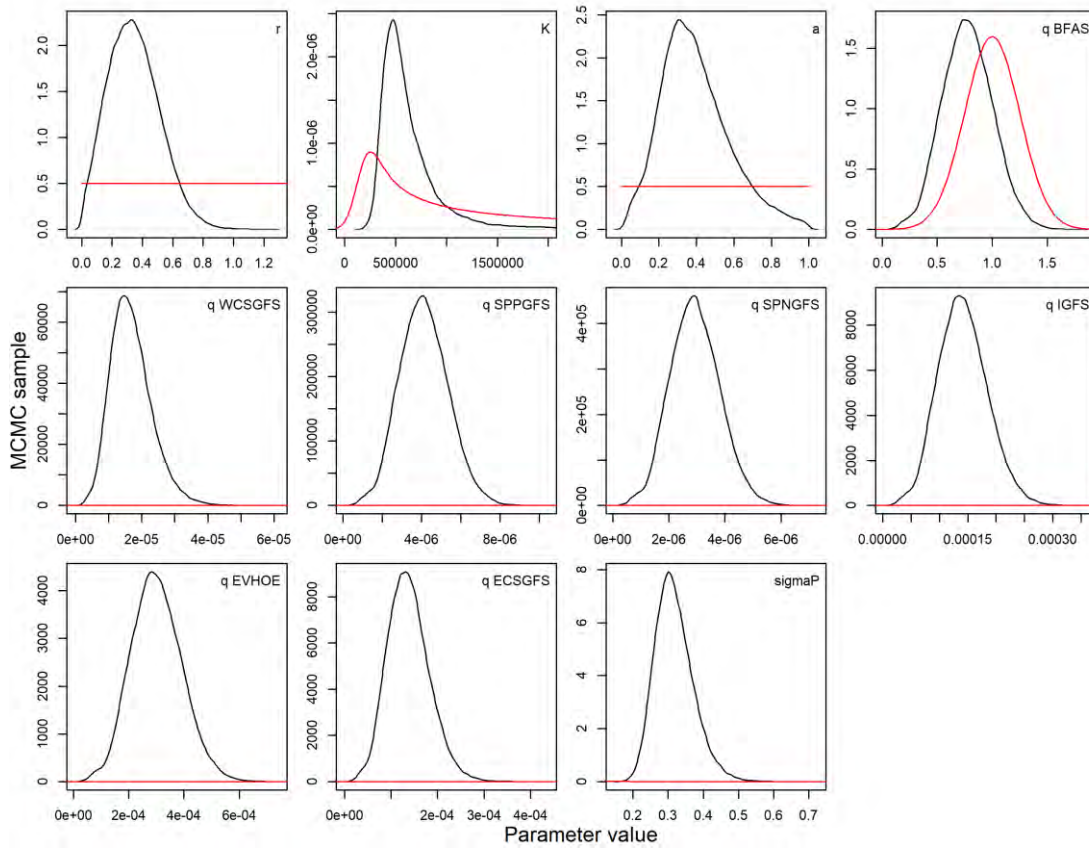 r
2.0
1.5
1.0
0.5
0.0
0.0 0.2 0.4 0.6 0.8 1.0 1.2
K
2.0e-06
1.0e-06
0.0e+00
0 500000 1500000
a
2.5
2.0
1.5
1.0
0.5
0.0
0.0 0.2 0.4 0.6 0.8 1.0
q BFAS
1.5
1.0
0.5
0.0
0.0 0.5 1.0 1.5
MCMC sample
q WCSGFS
60000
40000
20000
0
0e+00 2e-05 4e-05 6e-05
q SPPGFS
300000
200000
100000
0
0e+00 4e-06 8e-06
q SPNGFS
4e+05
2e+05
0e+00
0e+00 2e-06 4e-06 6e-06
q IGFS
8000
6000
4000
2000
0
0.00000 0.00015 0.00030
q EVHOE
4000
3000
2000
1000
0
0e+00 2e-04 4e-04 6e-04
q ECSGFS
8000
6000
4000
2000
0
0e+00 1e-04 2e-04 3e-04 4e-04
sigmaP
8
6
4
2
0
0.2 0.3 0.4 0.5 0.6 0.7
Parameter value